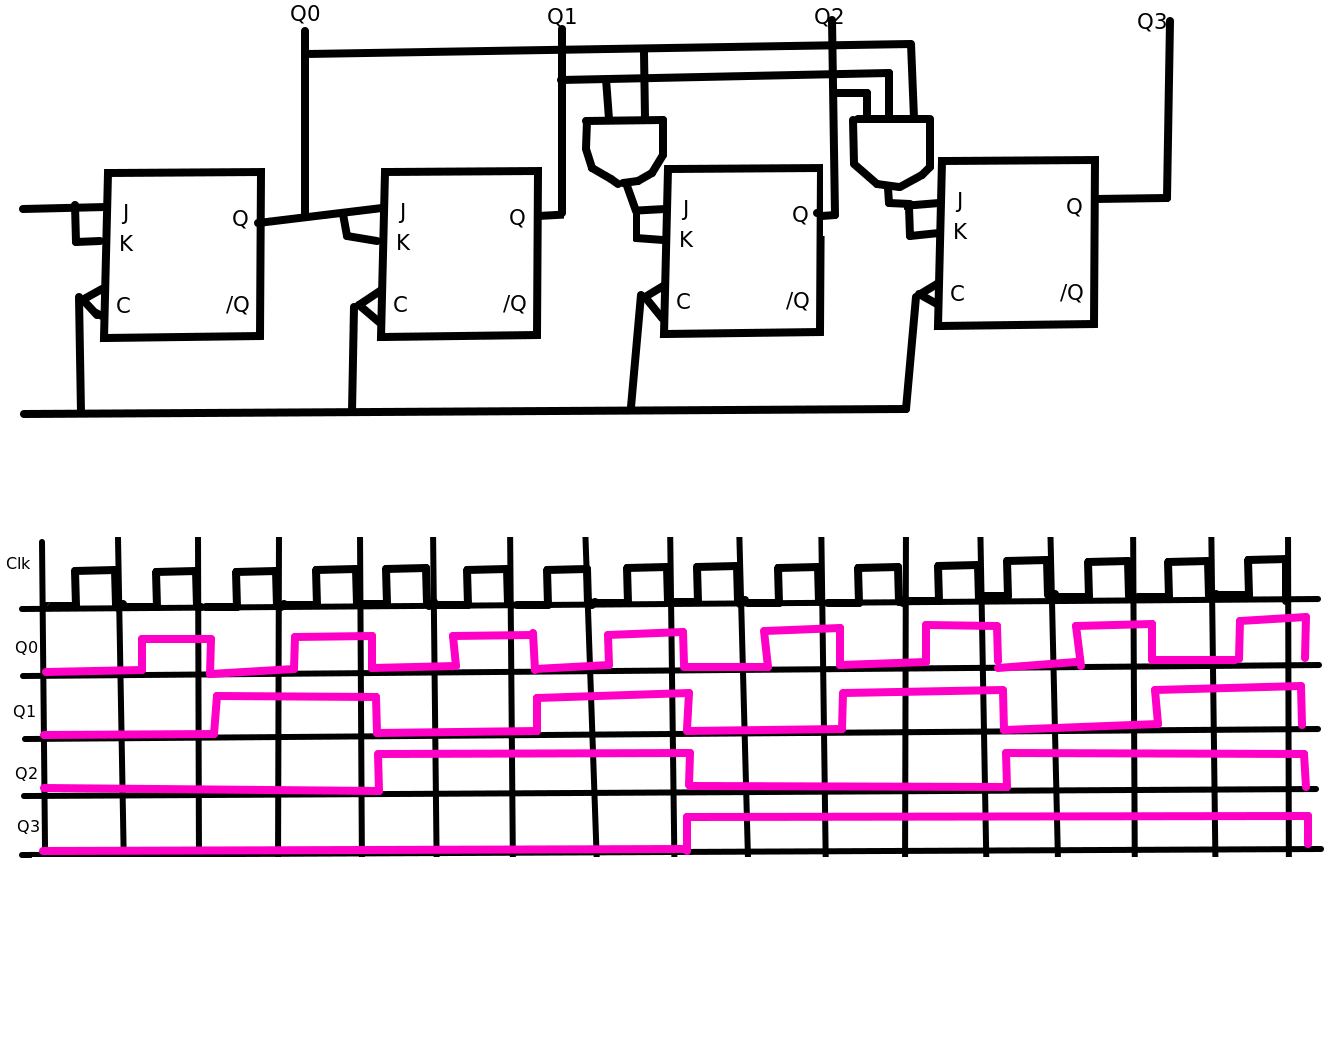 Q0 Q1 Q2 Q3
J Q J Q J Q J Q
K K K K
C /Q C /Q C /Q C /Q
Clk
Q0
Q1
Q2
Q3